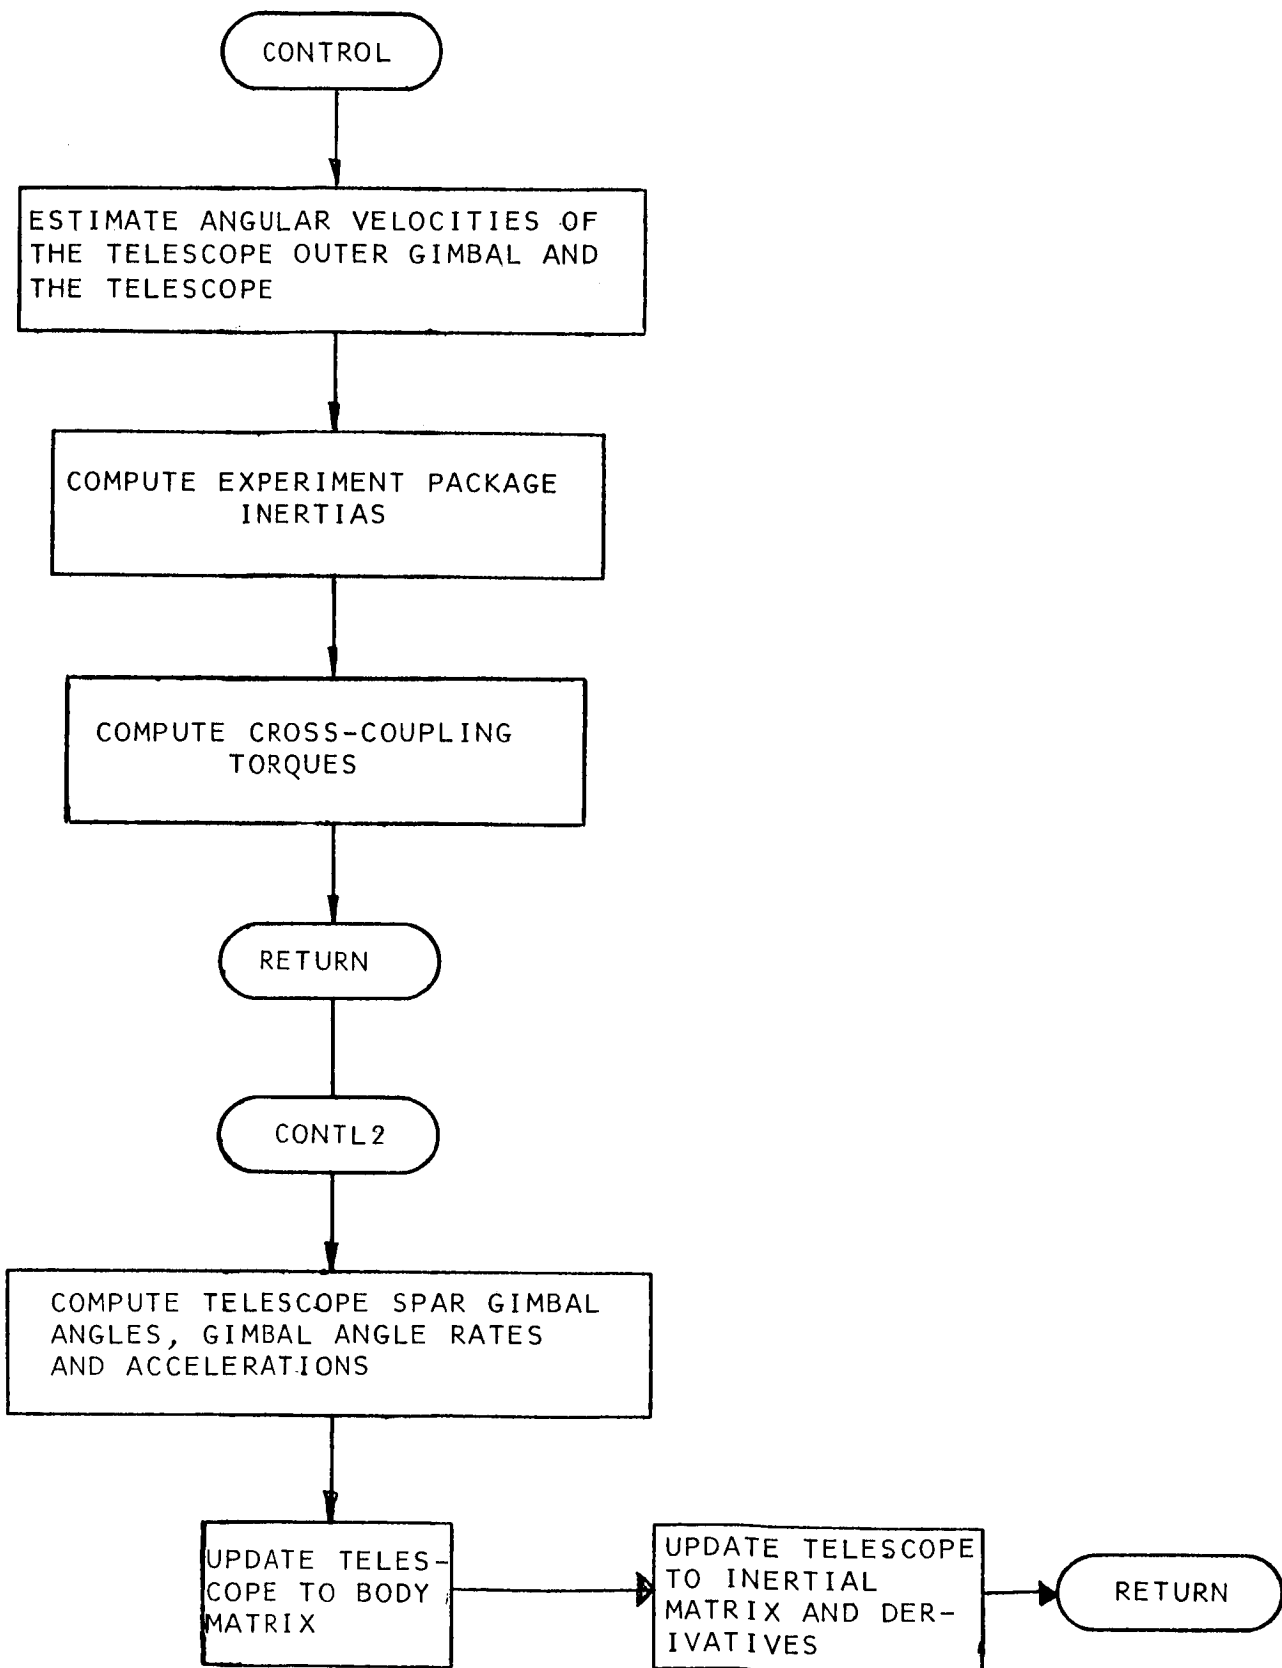 CONTROL
ESTIMATE ANGULAR VELOCITIES OF
THE TELESCOPE OUTER GIMBAL AND
THE TELESCOPE
COMPUTE EXPERIMENT PACKAGE
INERTIAS
COMPUTE CROSS-COUPLING
TORQUES
RETURN
CONTL2
COMPUTE TELESCOPE SPAR GIMBAL
ANGLES, GIMBAL ANGLE RATES
AND ACCELERATIONS
UPDATE TELES-
COPE TO BODY
MATRIX
UPDATE TELESCOPE
TO INERTIAL
MATRIX AND DER-
IVATIVES
RETURN